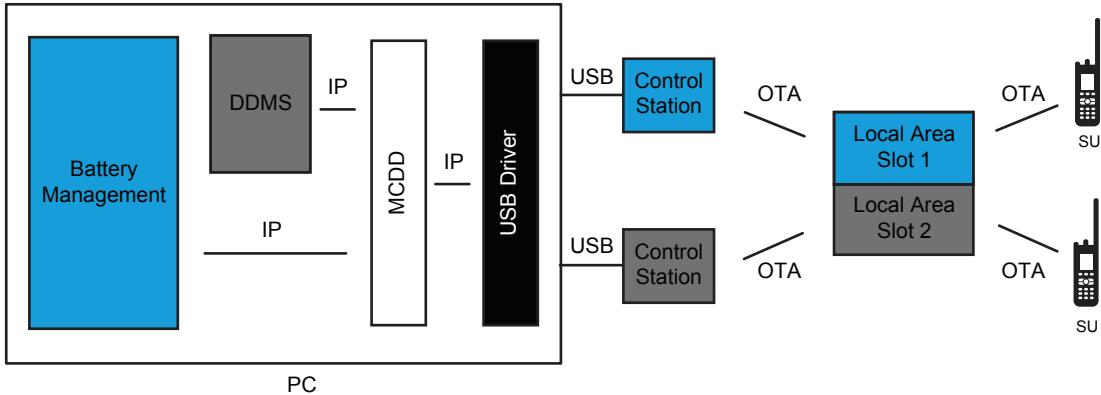 Battery
Management
DDMS
IP
IP
MCDD
IP
USB Driver
PC
USB
Control
Station
USB
Control
Station
OTA
OTA
Local Area
Slot 1
Local Area
Slot 2
OTA
SU
OTA
SU